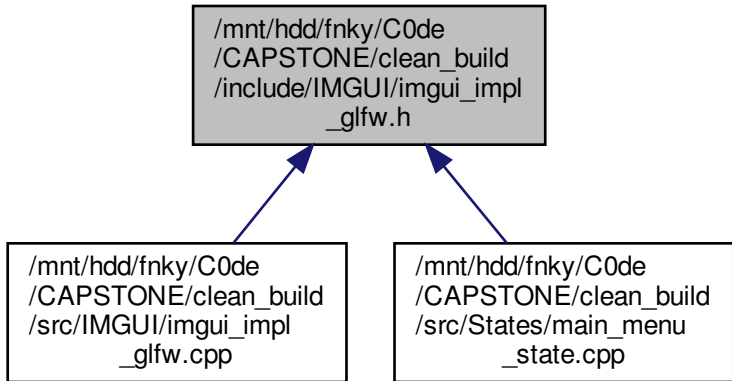 /mnt/hdd/fnky/C0de
/CAPSTONE/clean_build
/include/IMGUI/imgui_impl
_glfw.h
/mnt/hdd/fnky/C0de
/CAPSTONE/clean_build
/src/IMGUI/imgui_impl
_glfw.cpp
/mnt/hdd/fnky/C0de
/CAPSTONE/clean_build
/src/States/main_menu
_state.cpp